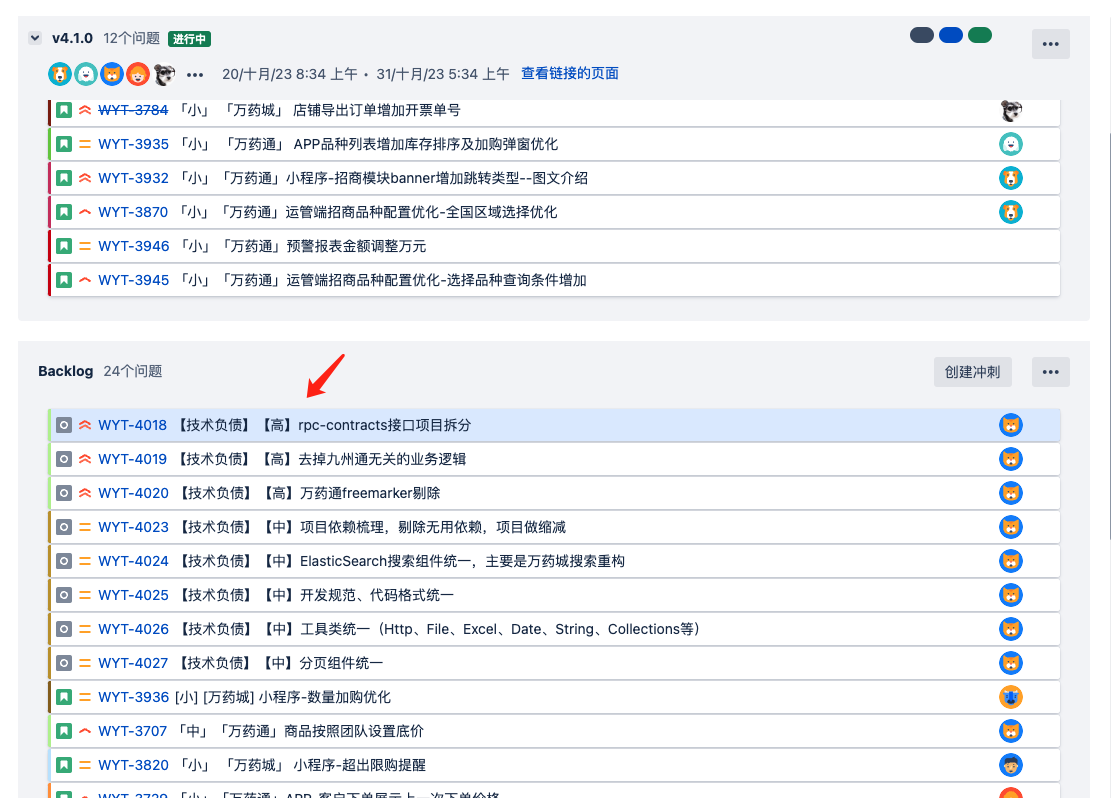 v4.1.0 12个问题 进行中
20/十月/23 8:34 上午 • 31/十月/23 5:34 上午 查看链接的页面
WYT-3784 「小」 「万药城」 店铺导出订单增加开票单号
WYT-3935 「小」 「万药通」 APP品种列表增加库存排序及加购弹窗优化
WYT-3932 「小」「万药通」小程序-招商模块banner增加跳转类型--图文介绍
WYT-3870 「小」「万药通」运管端招商品种配置优化-全国区域选择优化
WYT-3946 「小」「万药通」预警报表金额调整万元
WYT-3945 「小」「万药通」运管端招商品种配置优化-选择品种查询条件增加
Backlog 24个问题 创建冲刺
WYT-4018 【技术负债】【高】rpc-contracts接口项目拆分
WYT-4019 【技术负债】【高】去掉九州通无关的业务逻辑
WYT-4020 【技术负债】【高】万药通freemarker剔除
WYT-4023 【技术负债】【中】项目依赖梳理，剔除无用依赖，项目做缩减
WYT-4024 【技术负债】【中】ElasticSearch搜索组件统一，主要是万药城搜索重构
WYT-4025 【技术负债】【中】开发规范、代码格式统一
WYT-4026 【技术负债】【中】工具类统一（Http、File、Excel、Date、String、Collections等）
WYT-4027 【技术负债】【中】分页组件统一
WYT-3936 [小] [万药城] 小程序-数量加购优化
WYT-3707 「中」「万药通」商品按照团队设置底价
WYT-3820 「小」 「万药城」 小程序-超出限购提醒
WYT-3739 「小」「万药通」APP-客户下单展示上一次下单价格